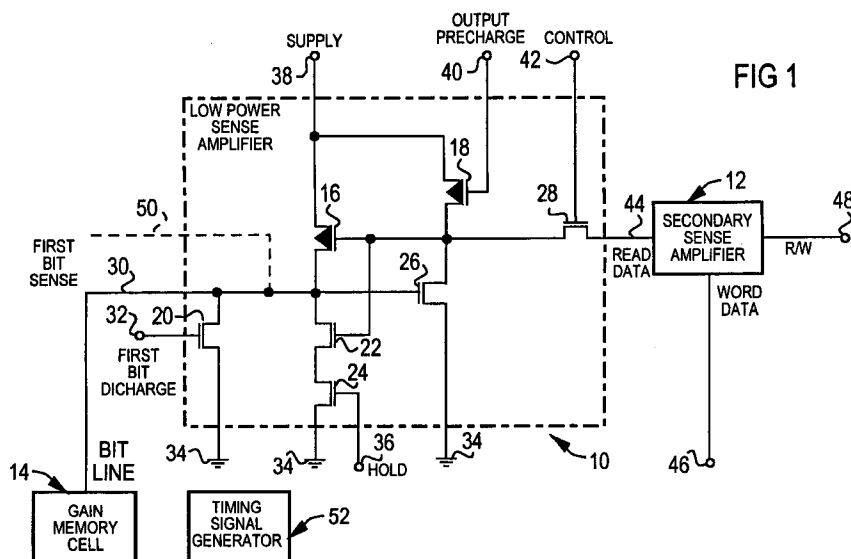 SUPPLY
38
OUTPUT
PRECHARGE
40
CONTROL
42
FIG 1
LOW POWER
SENSE
AMPLIFIER
18
16
28
44
12
SECONDARY
SENSE
AMPLIFIER
48
R/W
READ
DATA
WORD
DATA
50
FIRST
BIT
SENSE
30
26
32
20
FIRST
BIT
DICHARGE
22
24
34
34
36
HOLD
34
10
46
BIT
LINE
14
GAIN
MEMORY
CELL
TIMING
SIGNAL
GENERATOR
52